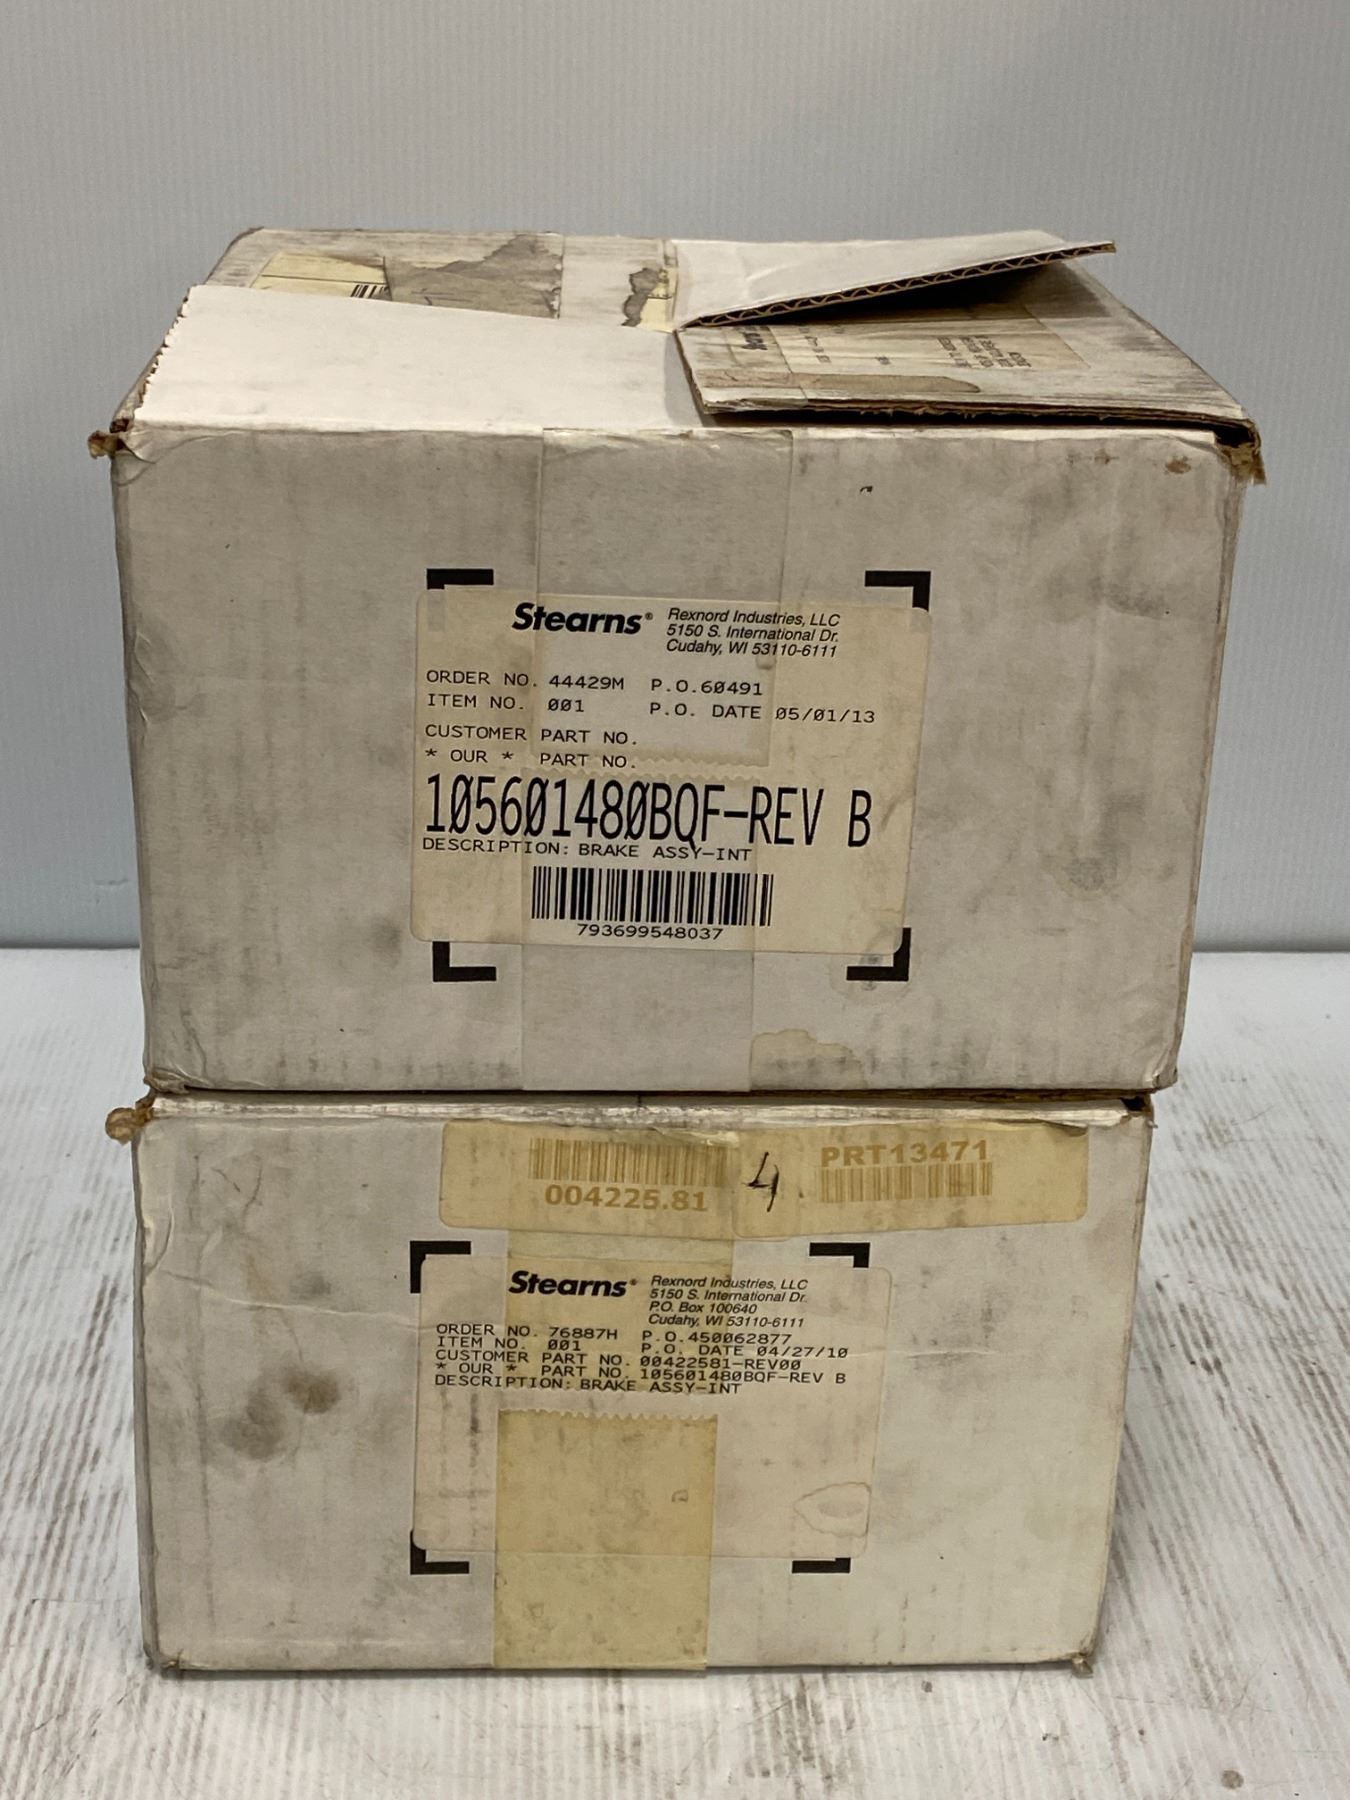 Stearns® Rexnord Industries, LLC
5150 S. International Dr.
Cudahy, WI 53110-6111
ORDER NO. 44429M P.O.60491
ITEM NO. 001 P.O. DATE 05/01/13
CUSTOMER PART NO.
* OUR * PART NO.
105601480BQF-REV B
DESCRIPTION: BRAKE ASSY-INT
793699548037
004225.81
4
PRT13471
Stearns® Rexnord Industries, LLC
5150 S. International Dr.
P.O. Box 100640
Cudahy, WI 53110-6111
ORDER NO. 76887H P.O.450062877
ITEM NO. 001 P.O. DATE 04/27/10
CUSTOMER PART NO. 00422581-REV00
* OUR * PART NO. 105601480BQF-REV B
DESCRIPTION: BRAKE ASSY-INT